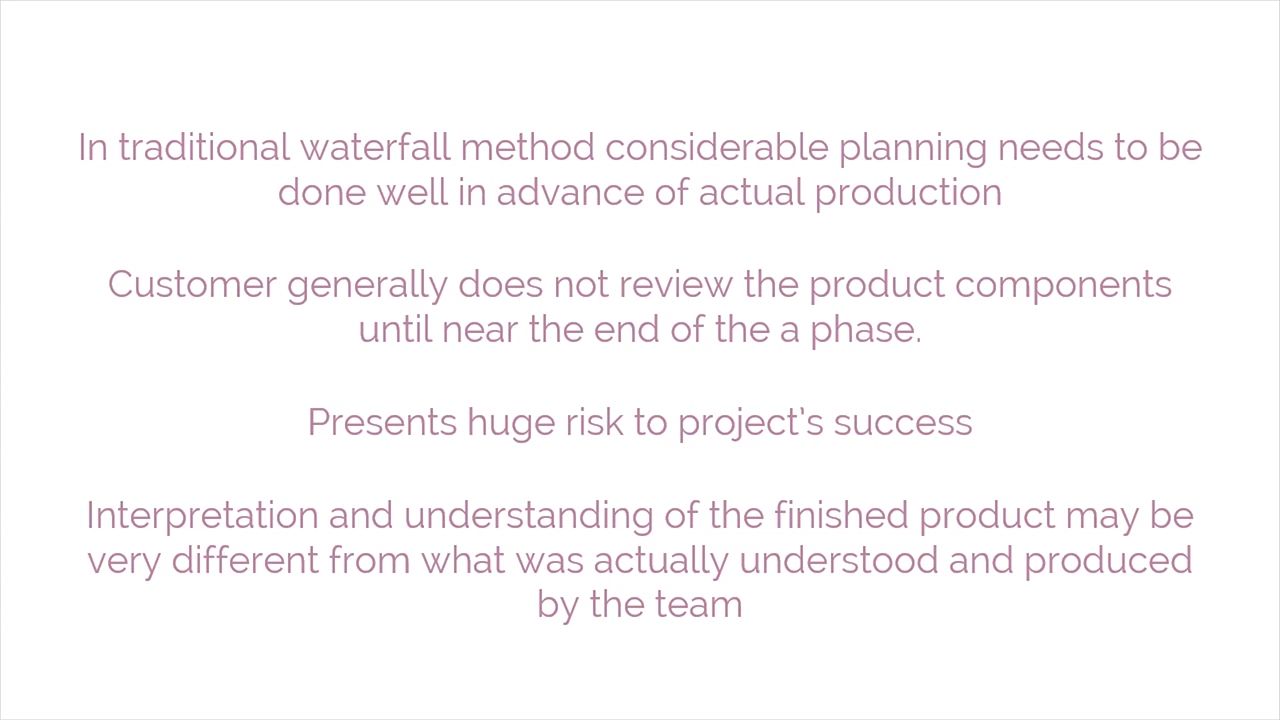 In traditional waterfall method considerable planning needs to be
done well in advance of actual production
Customer generally does not review the product components
until near the end of the a phase.
Presents huge risk to project’s success
Interpretation and understanding of the finished product may be
very different from what was actually understood and produced
by the team